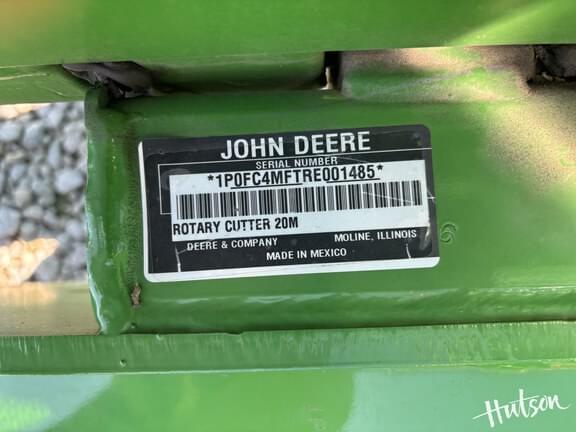 JOHN DEERE
SERIAL NUMBER
*1P0FC4MFTRE001485*
ROTARY CUTTER 20M
DEERE & COMPANY MOLINE, ILLINOIS
MADE IN MEXICO
Hutson